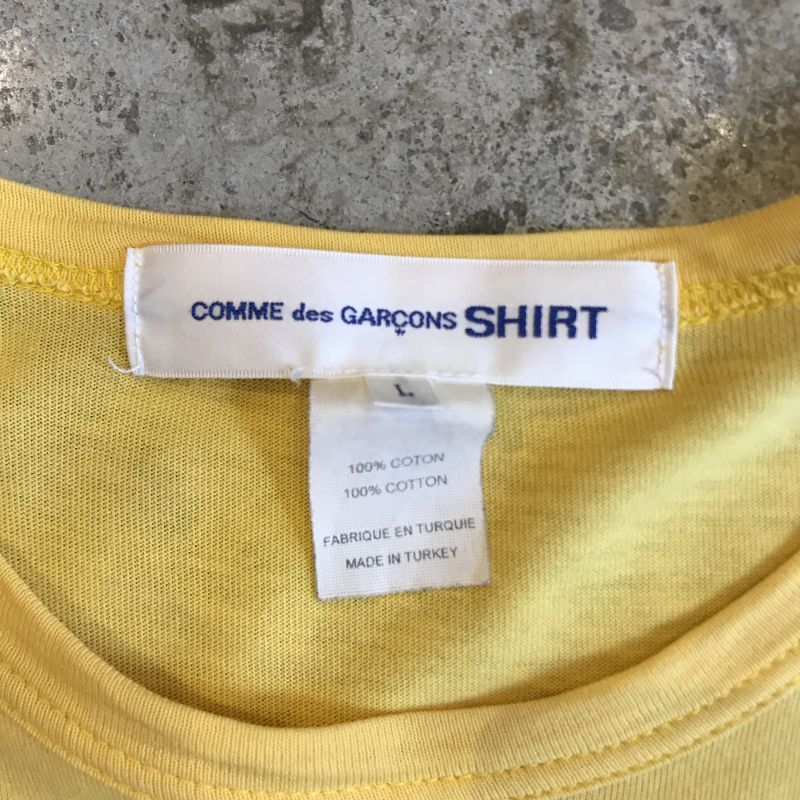 COMME des GARÇONS SHIRT
L
100% COTON
100% COTTON
FABRIQUE EN TURQUIE
MADE IN TURKEY